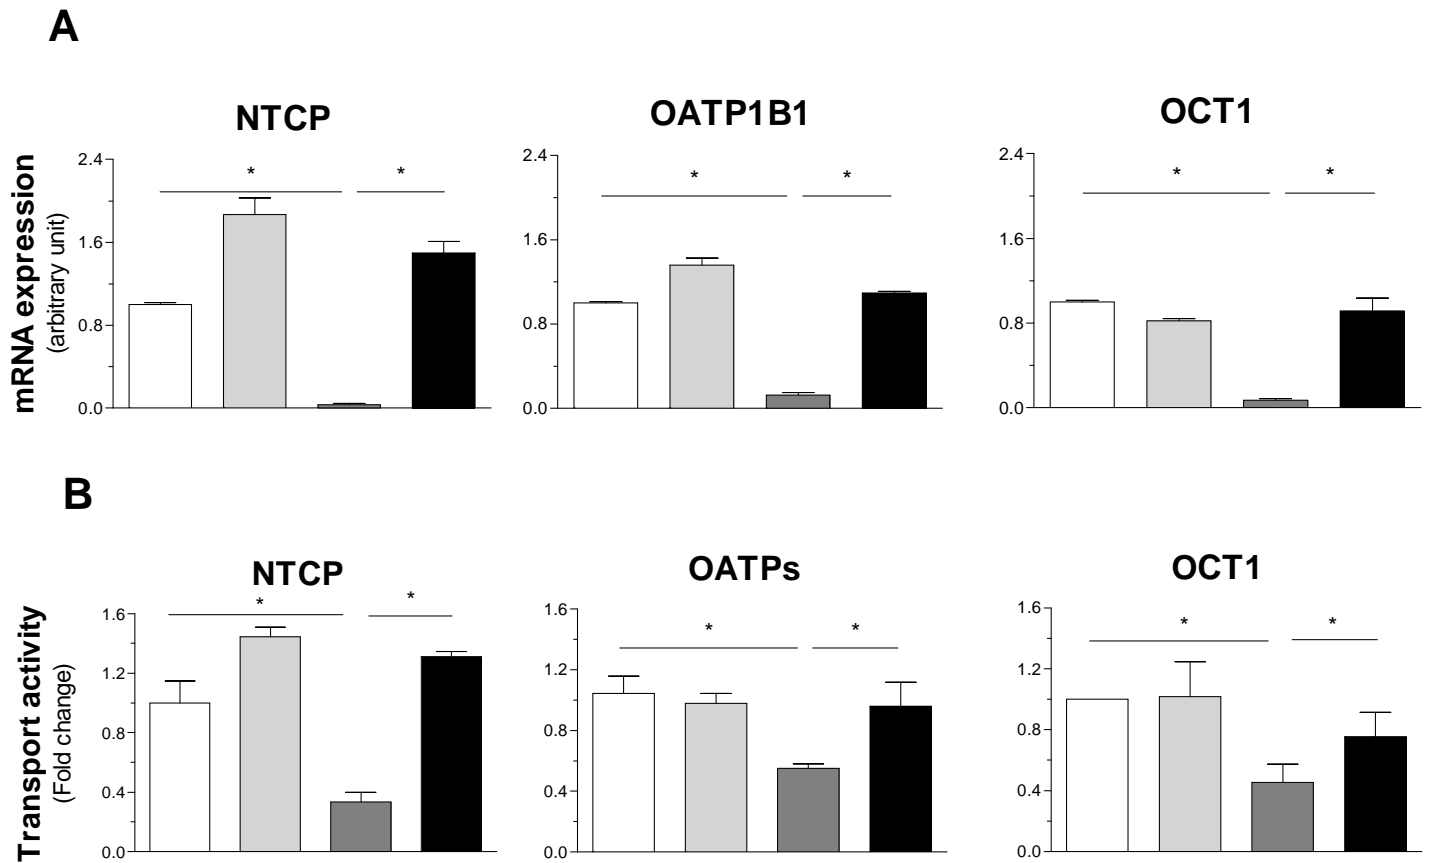 A
NTCP
OATP1B1
OCT1
mRNA expression
(arbitrary unit)
2.4
1.6
0.8
0.0
* *
2.4
1.6
0.8
0.0
* *
2.4
1.6
0.8
0.0
* *
B
NTCP
OATPs
OCT1
Transport activity
(Fold change)
1.6
1.2
0.8
0.4
0.0
* *
1.6
1.2
0.8
0.4
0.0
* *
1.6
1.2
0.8
0.4
0.0
* *